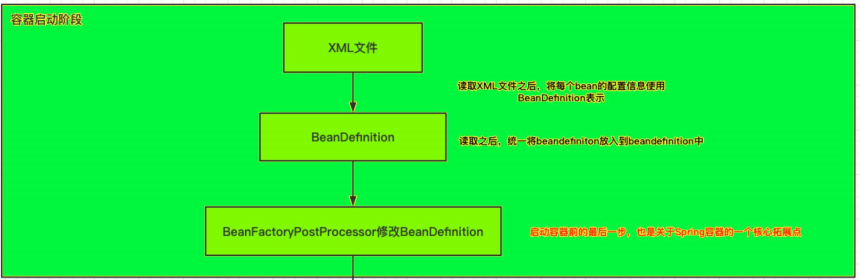 容器启动阶段
XML文件
读取XML文件之后，将每个bean的配置信息使用
BeanDefinition表示
BeanDefinition
读取之后，统一将beandefiniton放入到beandefinition中
BeanFactoryPostProcessor修改BeanDefinition
启动容器前的最后一步，也是关于Spring容器的一个核心拓展点